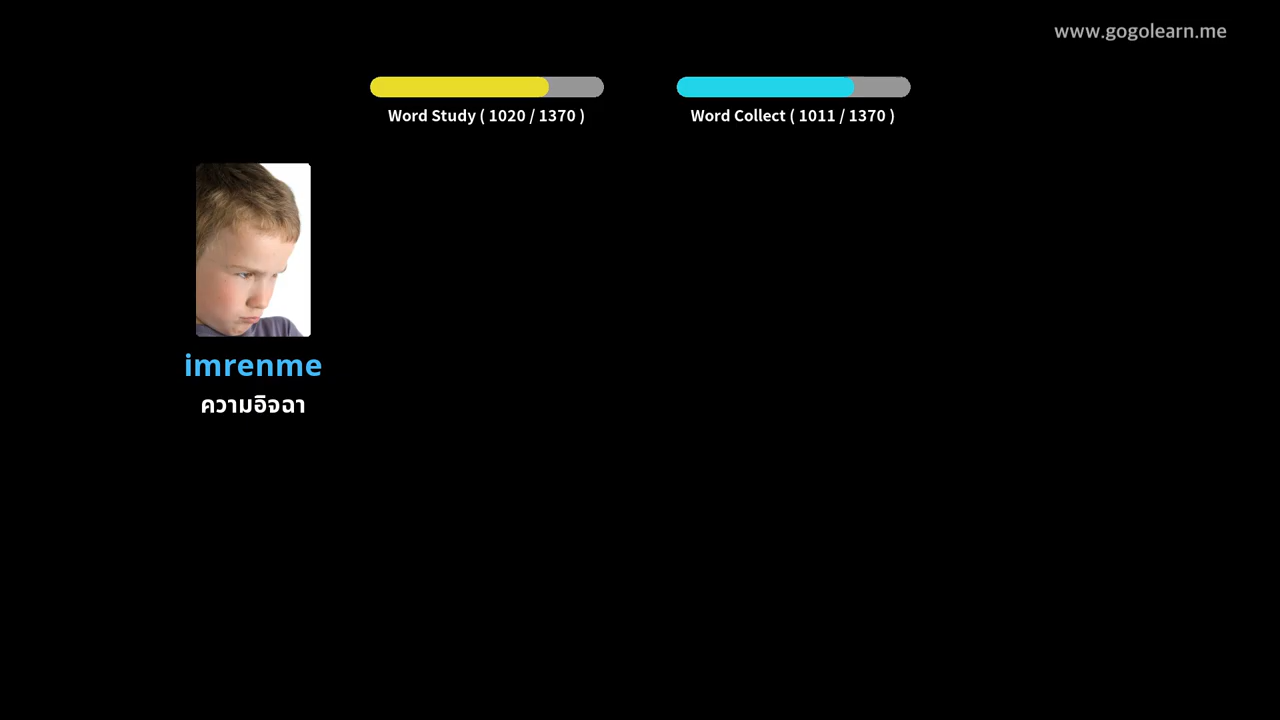 www.gogolearn.me
Word Study ( 1020 / 1370 )
Word Collect ( 1011 / 1370 )
imrenme
ความอิจฉา